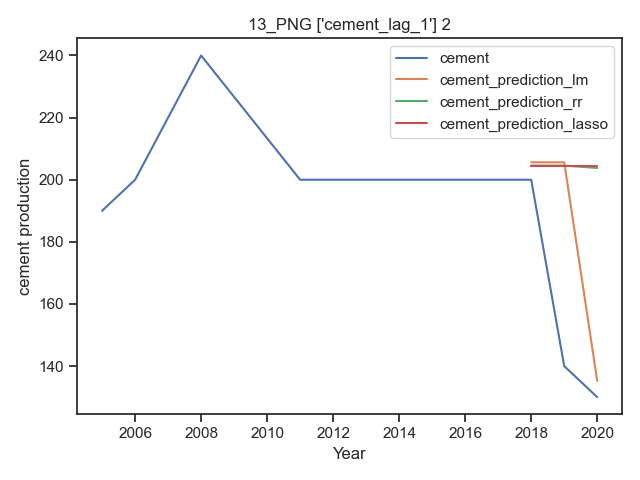 13_PNG ['cement_lag_1'] 2
cement
cement_prediction_lm
cement_prediction_rr
cement_prediction_lasso
cement production
240
220
200
180
160
140
2006 2008 2010 2012 2014 2016 2018 2020
Year